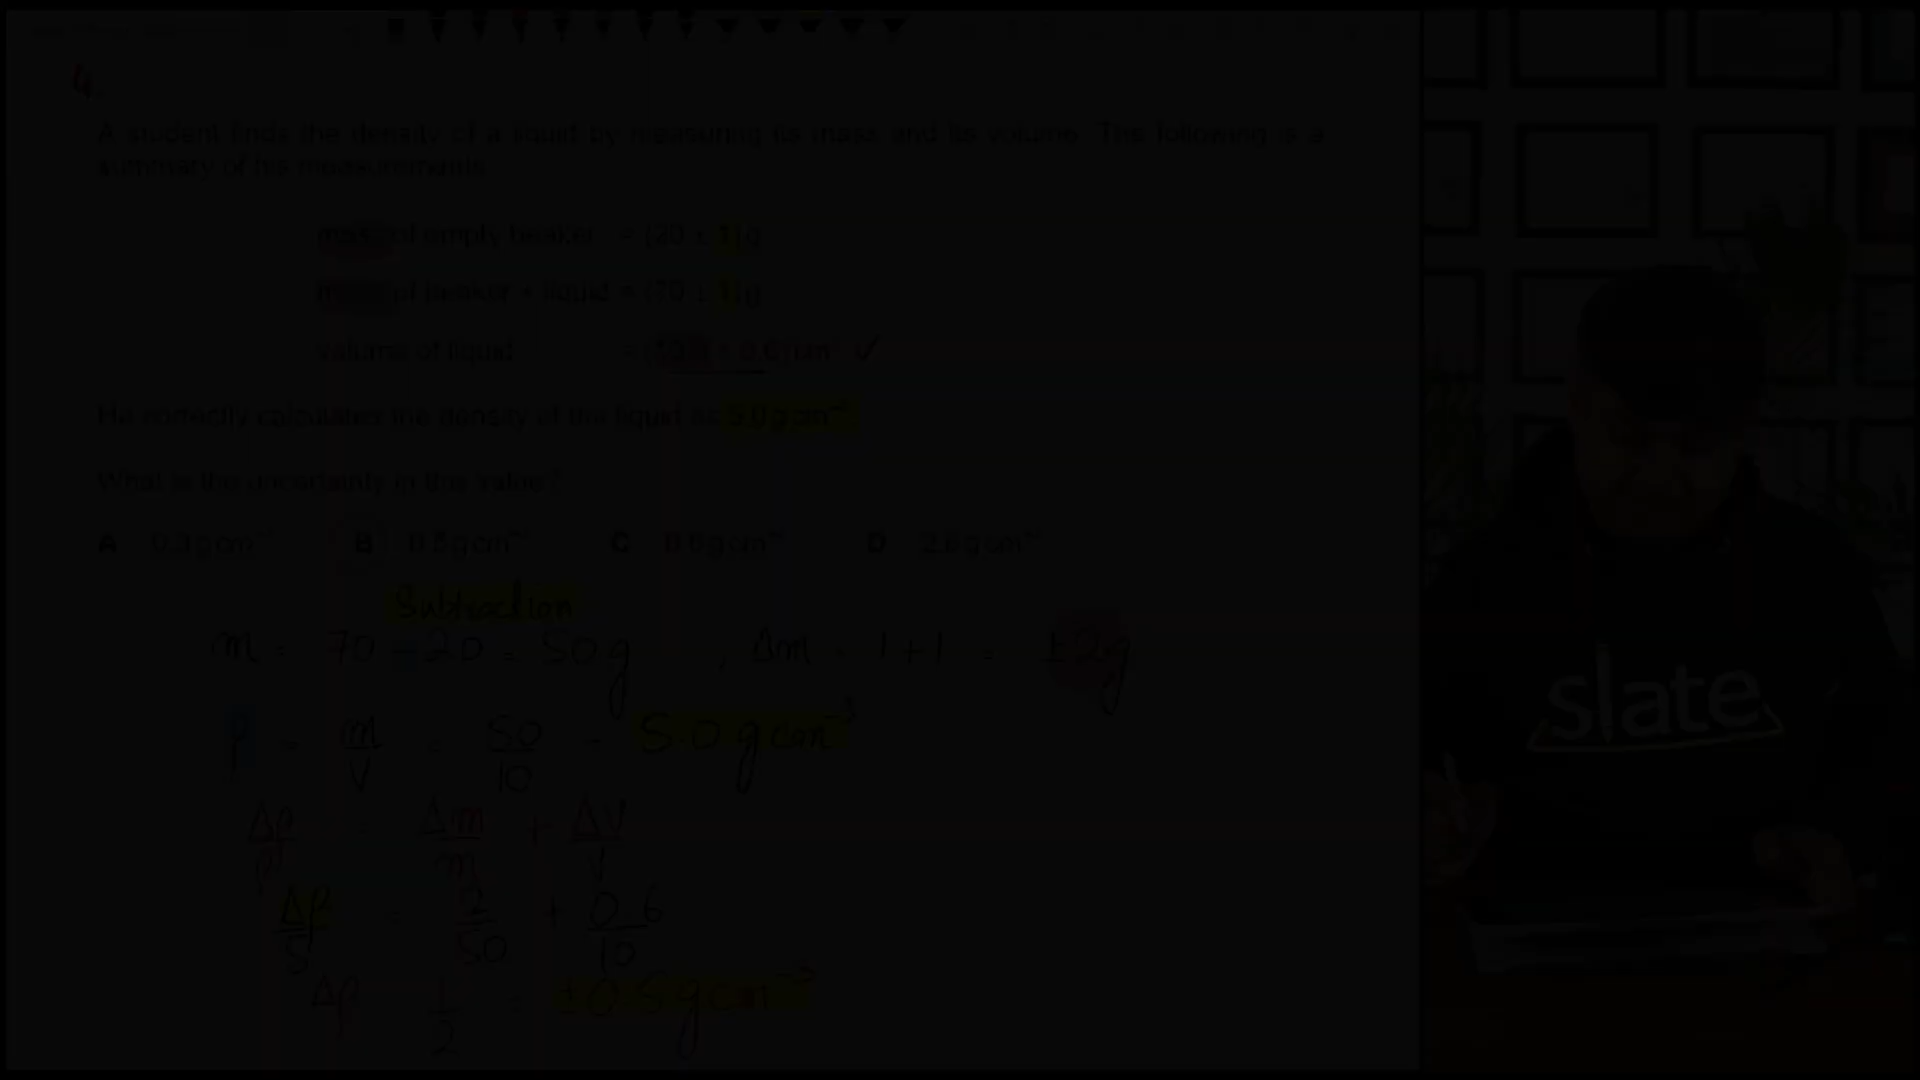 4.
A student finds the density of a liquid by measuring its mass and its volume. The following is a
summary of his measurements.
mass of empty beaker = (20 ± 1) g
mass of beaker + liquid = (70 ± 1) g
volume of liquid = (10.0 ± 0.6) cm³ ✓
He correctly calculates the density of the liquid as 5.0 g cm⁻³
What is the uncertainty in this value?
A 0.3 g cm⁻³ B 0.5 g cm⁻³ C 0.6 g cm⁻³ D 2.6 g cm⁻³
Subtraction
m = 70 - 20 = 50 g , Δm = 1 + 1 = ±2g
ρ = m/V = 50/10 = 5.0 g cm⁻³
Δρ/ρ = Δm/m + ΔV/V
Δρ/5 = 2/50 + 0.6/10
Δρ = 1/2 = ±0.5 g cm⁻³
slate